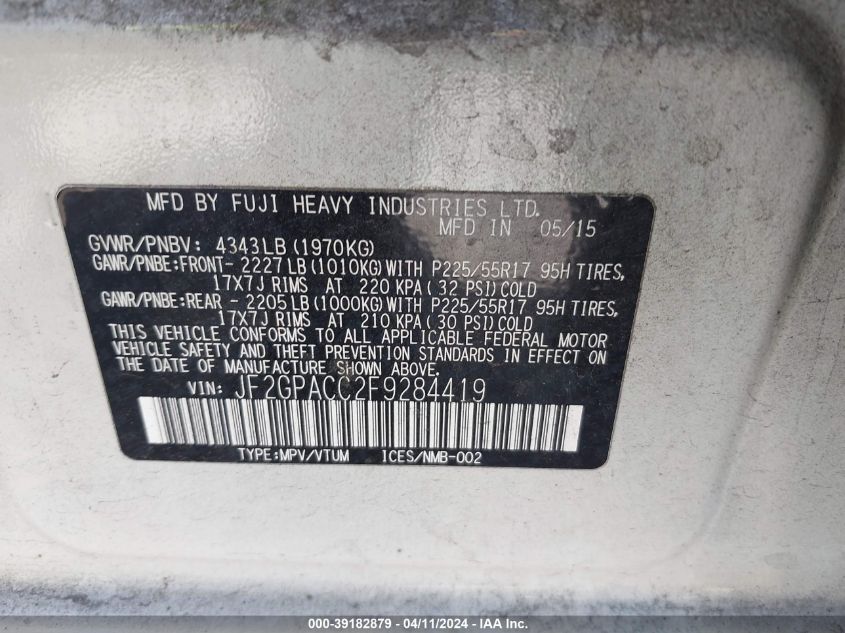 MFD BY FUJI HEAVY INDUSTRIES LTD.
MFD IN 05/15
GVWR/PNBV: 4343LB(1970KG)
GAWR/PNBE:FRONT- 2227LB(1010KG)WITH P225/55R17 95H TIRES,
17X7J RIMS AT 220 KPA(32 PSI)COLD
GAWR/PNBE:REAR - 2205LB(1000KG)WITH P225/55R17 95H TIRES,
17X7J RIMS AT 210 KPA(30 PSI)COLD
THIS VEHICLE CONFORMS TO ALL APPLICABLE FEDERAL MOTOR
VEHICLE SAFETY AND THEFT PREVENTION STANDARDS IN EFFECT ON
THE DATE OF MANUFACTURE SHOWN ABOVE.
VIN: JF2GPACC2F9284419
TYPE:MPV/VTUM ICES/NMB-002
000-39182879 - 04/11/2024 - IAA Inc.